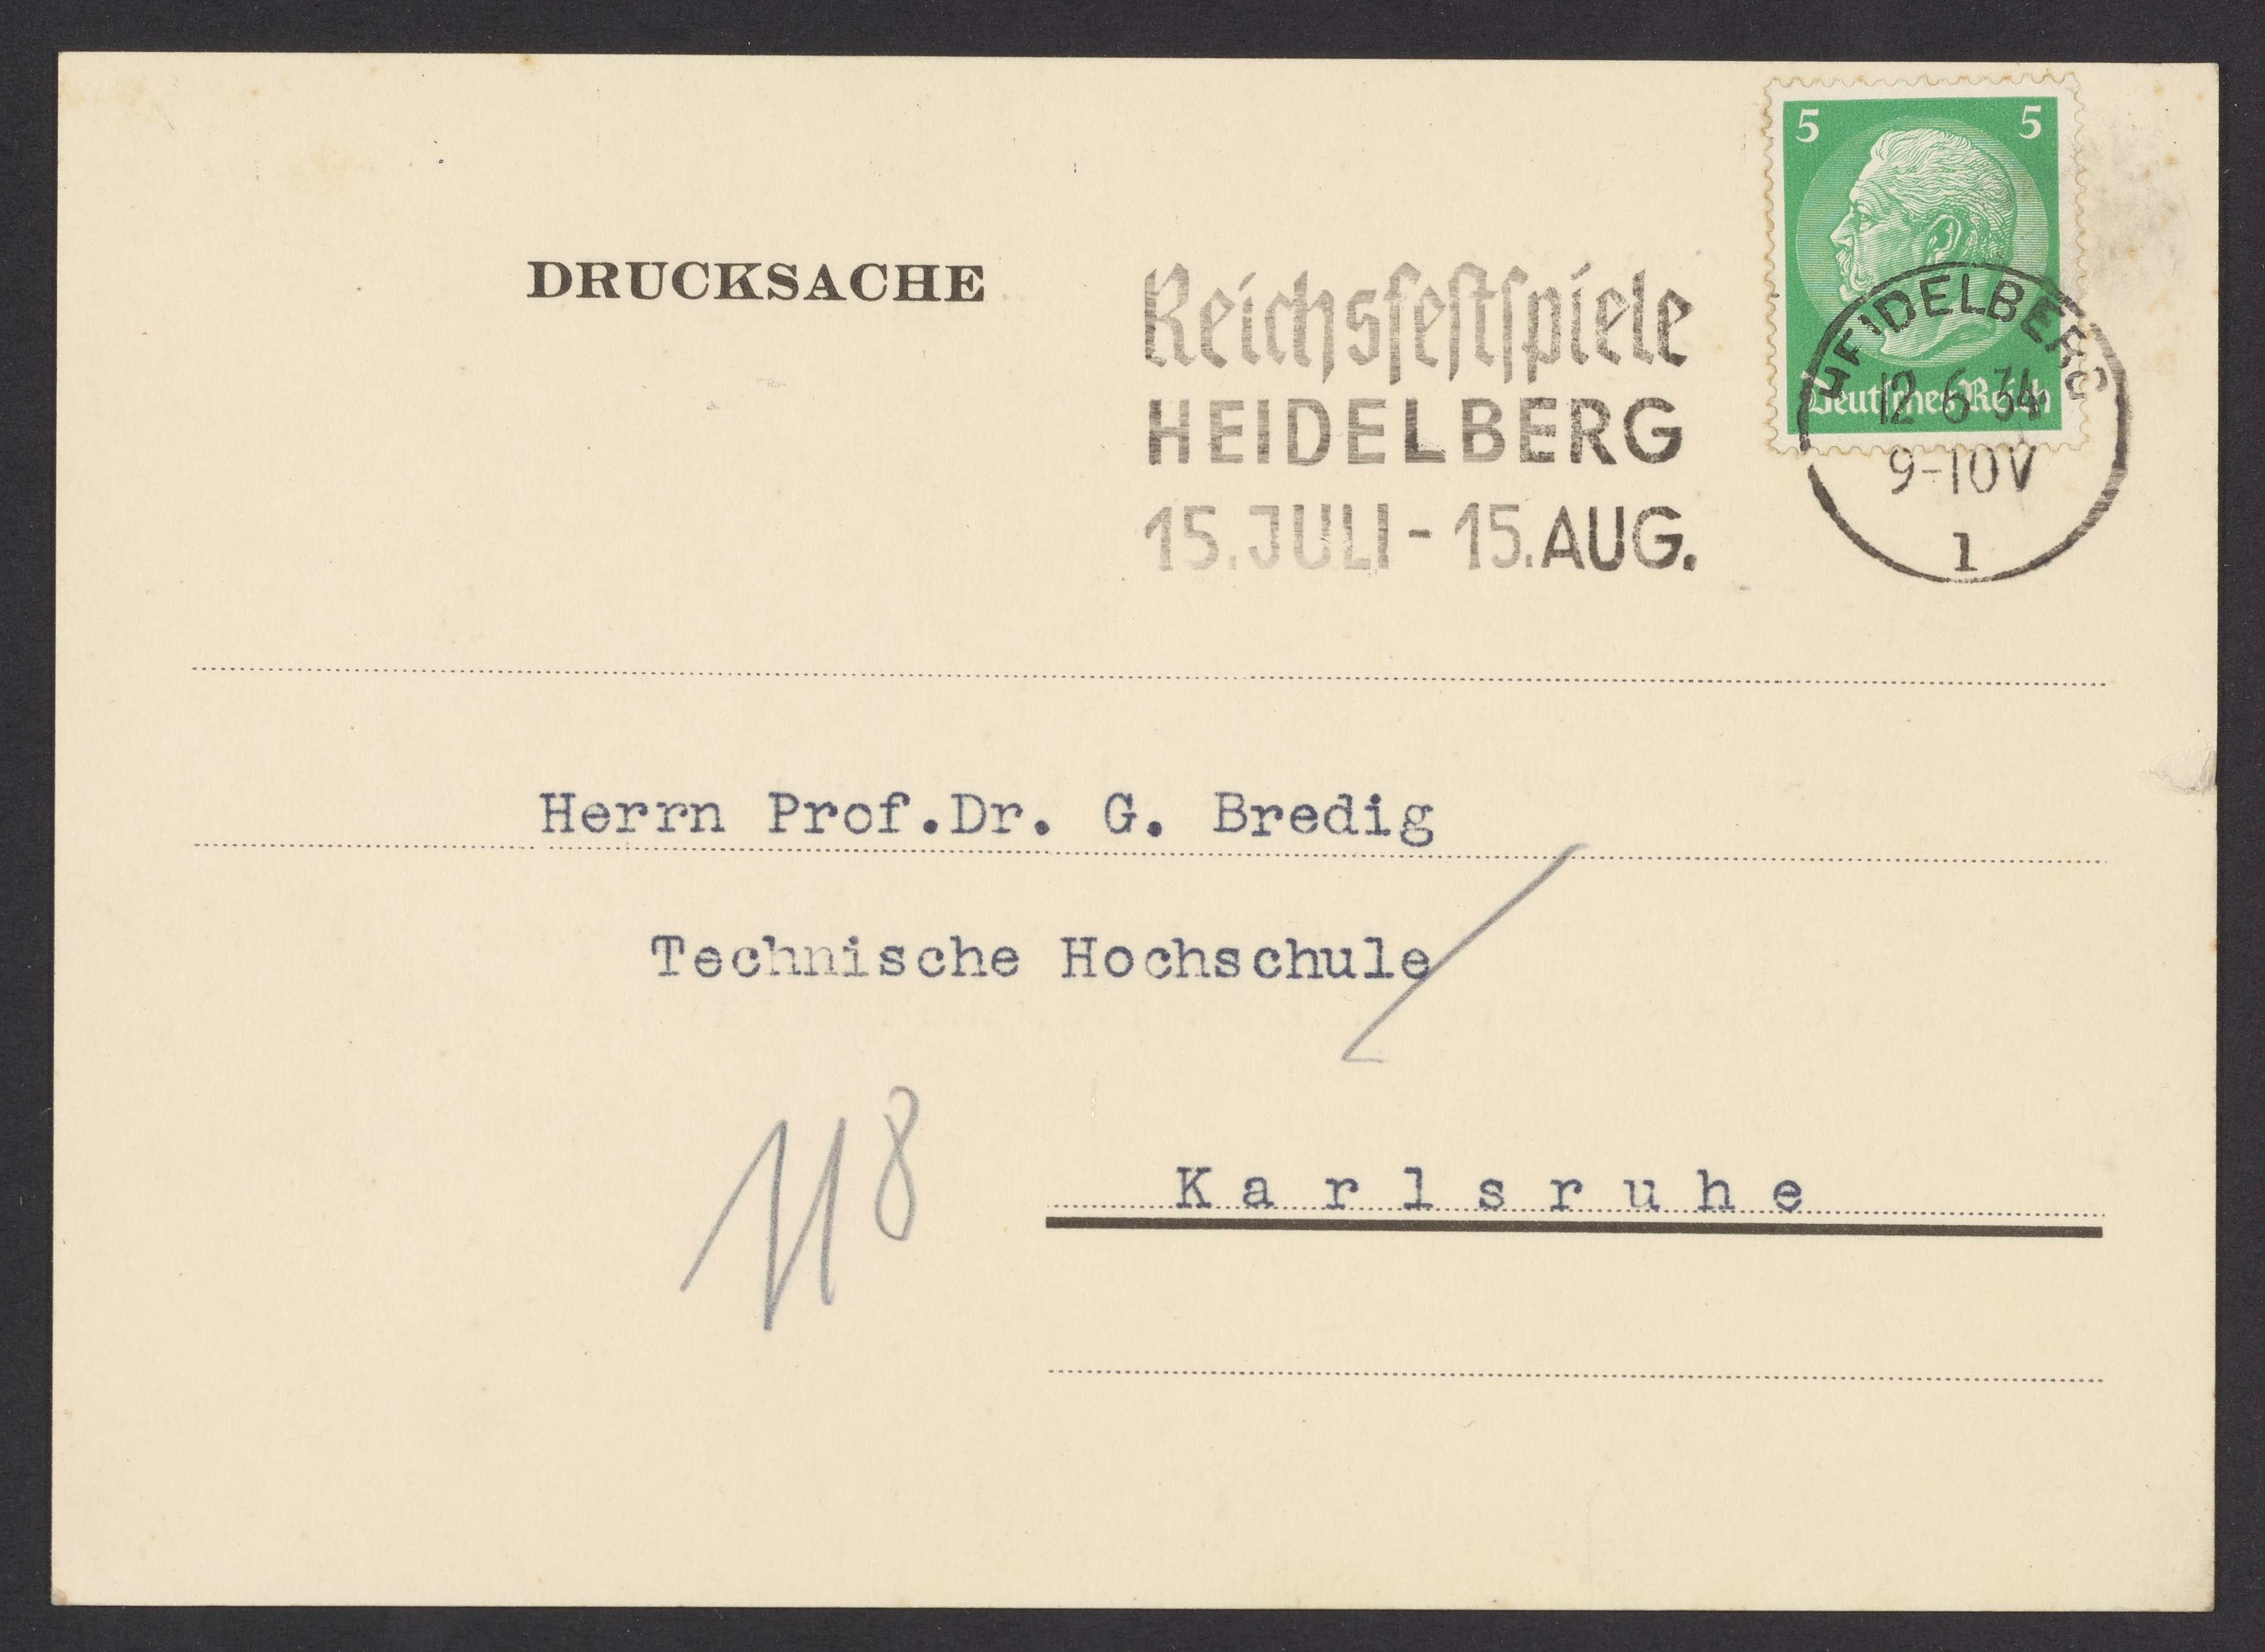 5 5
Deutsches Reich
DRUCKSACHE
Reichsfestspiele
HEIDELBERG
15. JULI - 15. AUG.
HEIDELBERG
12 6 34
9-10V
1
Herrn Prof.Dr. G. Bredig
Technische Hochschule
118
Karlsruhe